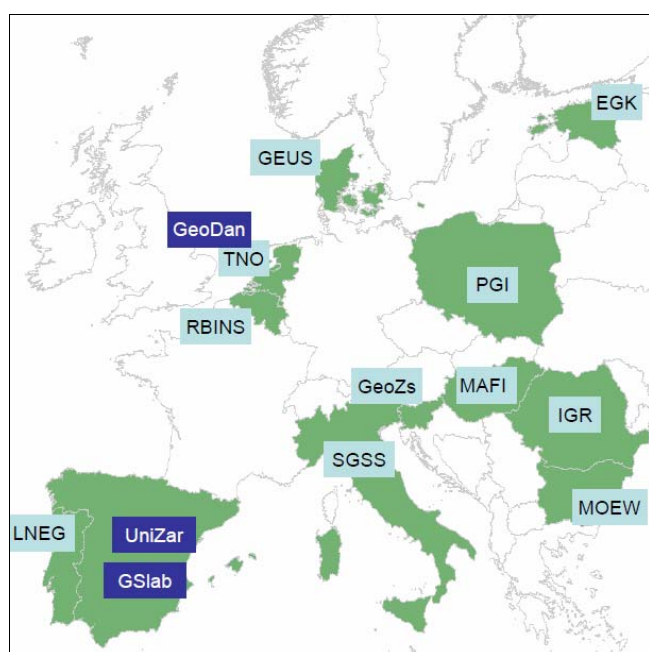 EGK
GEUS
GeoDan
TNO
PGI
RBINS
GeoZs
MAFI
IGR
SGSS
MOEW
LNEG
UniZar
GSlab